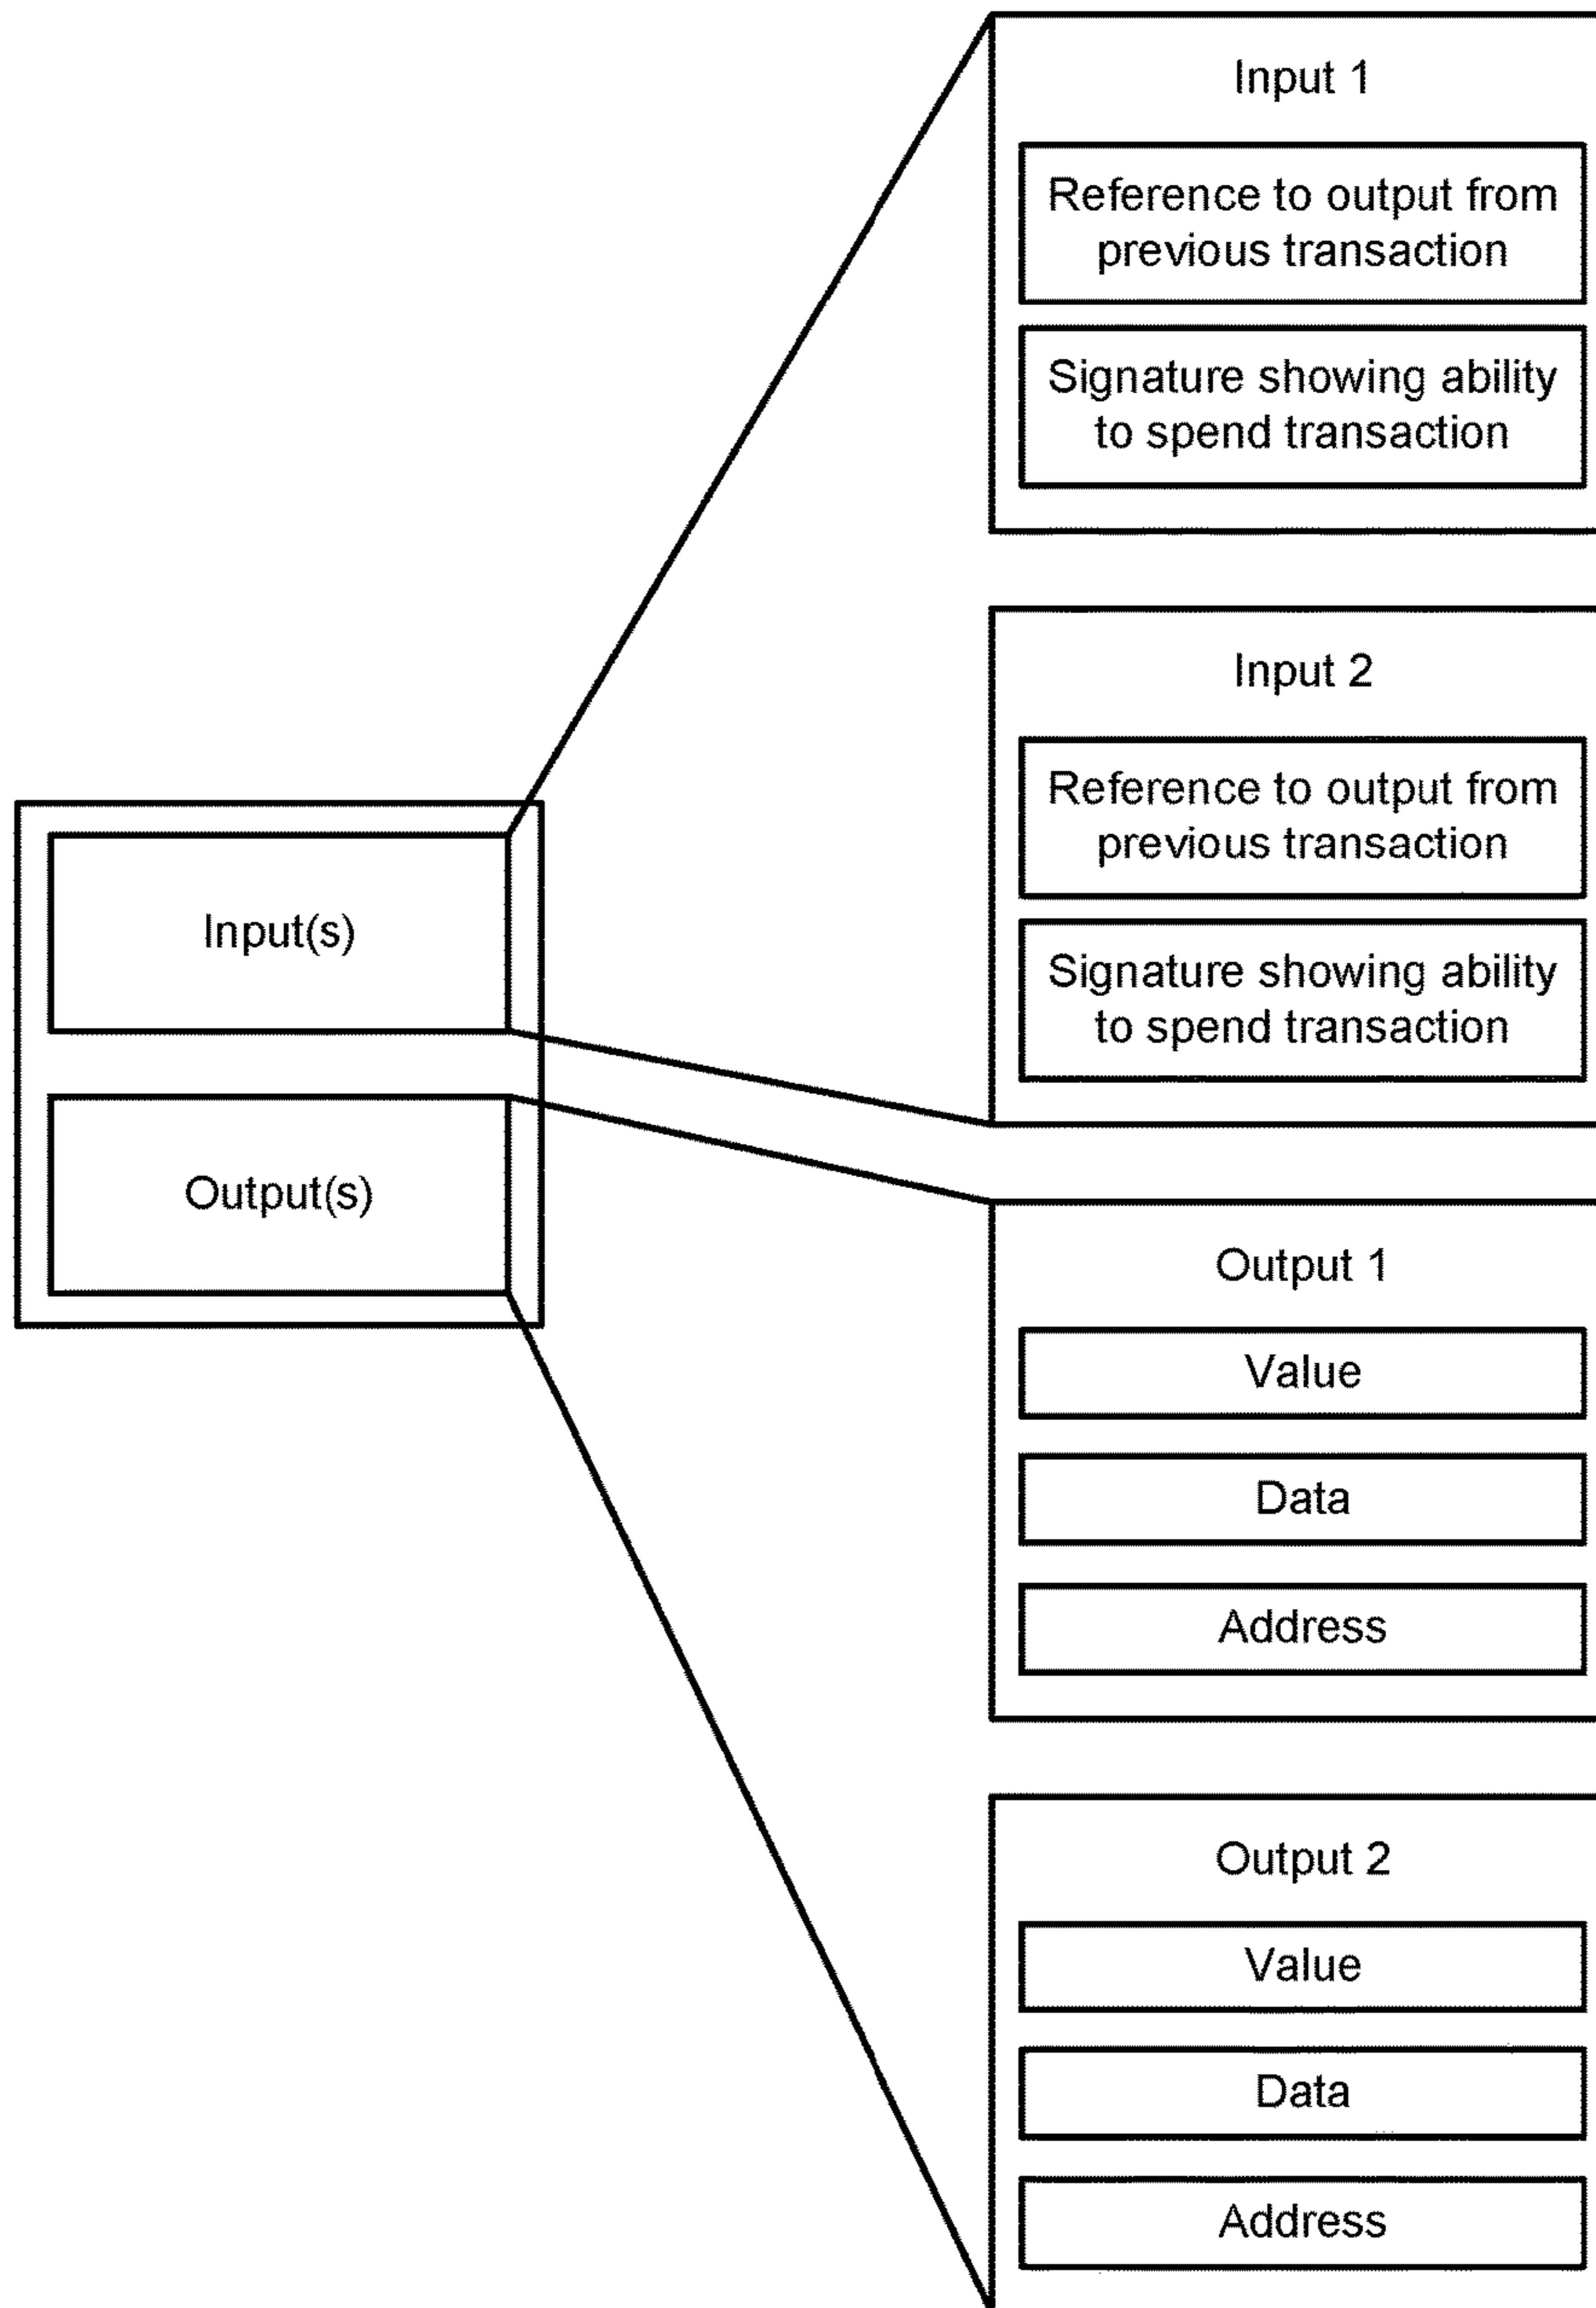 Input(s)
Output(s)
Input 1
Reference to output from
previous transaction
Signature showing ability
to spend transaction
Input 2
Reference to output from
previous transaction
Signature showing ability
to spend transaction
Output 1
Value
Data
Address
Output 2
Value
Data
Address